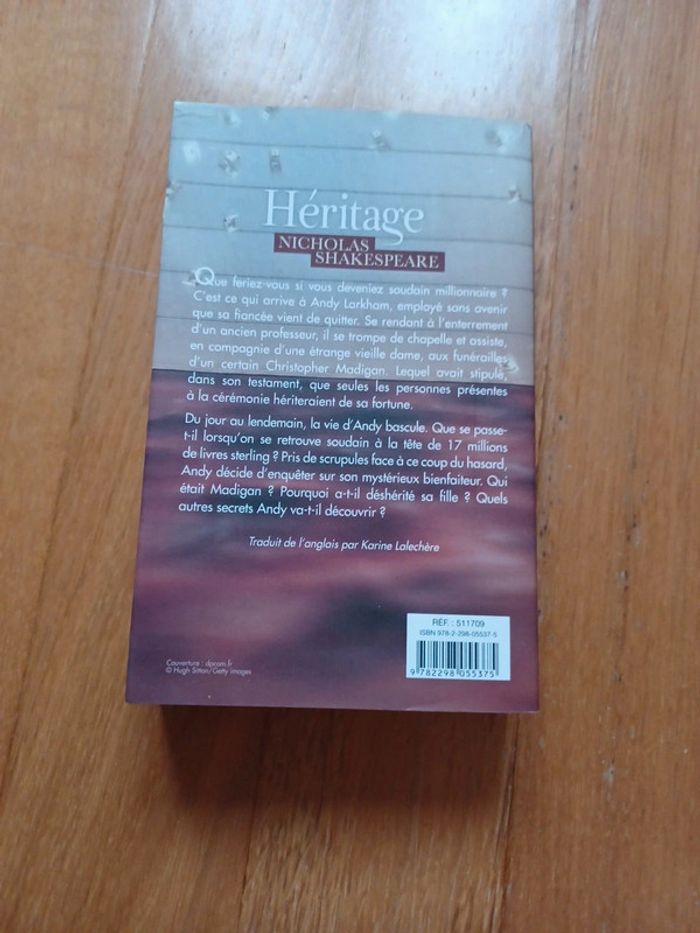 Héritage
NICHOLAS
SHAKESPEARE
Que feriez-vous si vous deveniez soudain millionnaire ?
C'est ce qui arrive à Andy Larkham, employé sans avenir
que sa fiancée vient de quitter. Se rendant à l'enterrement
d'un ancien professeur, il se trompe de chapelle et assiste,
en compagnie d'une étrange vieille dame, aux funérailles
d'un certain Christopher Madigan. Lequel avait stipulé,
dans son testament, que seules les personnes présentes
à la cérémonie hériteraient de sa fortune.
Du jour au lendemain, la vie d'Andy bascule. Que se passe-
t-il lorsqu'on se retrouve soudain à la tête de 17 millions
de livres sterling ? Pris de scrupules face à ce coup du hasard,
Andy décide d'enquêter sur son mystérieux bienfaiteur. Qui
était Madigan ? Pourquoi a-t-il déshérité sa fille ? Quels
autres secrets Andy va-t-il découvrir ?
Traduit de l'anglais par Karine Lalechère
RÉF. : 511709
ISBN 978-2-298-05537-5
9 782298 055375
Couverture : dpcom.fr
© Hugh Sitton/Getty images